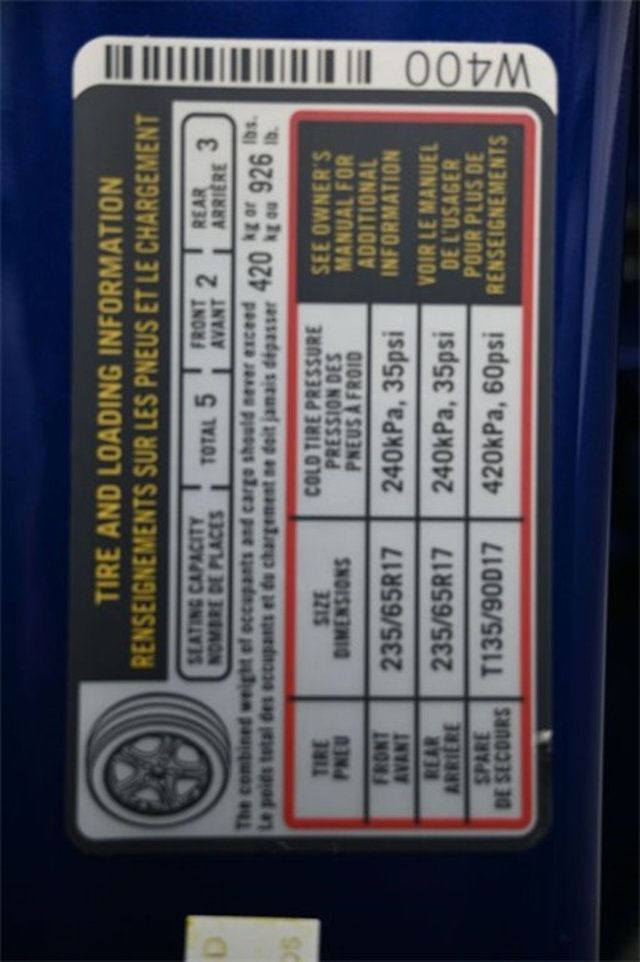 W400
TIRE AND LOADING INFORMATION
RENSEIGNEMENTS SUR LES PNEUS ET LE CHARGEMENT
SEATING CAPACITY
NOMBRE DE PLACES
TOTAL 5
FRONT
AVANT 2
REAR
ARRIÈRE 3
The combined weight of occupants and cargo should never exceed 420 kg or 926 lbs.
Le poids total des occupants et du chargement ne doit jamais dépasser 420 kg ou 926 lb.
TIRE
PNEU
SIZE
DIMENSIONS
COLD TIRE PRESSURE
PRESSION DES
PNEUS À FROID
FRONT
AVANT
235/65R17
240kPa, 35psi
REAR
ARRIÈRE
235/65R17
240kPa, 35psi
SPARE
DE SECOURS
T135/90D17
420kPa, 60psi
SEE OWNER'S
MANUAL FOR
ADDITIONAL
INFORMATION
VOIR LE MANUEL
DE L'USAGER
POUR PLUS DE
RENSEIGNEMENTS
D
OS